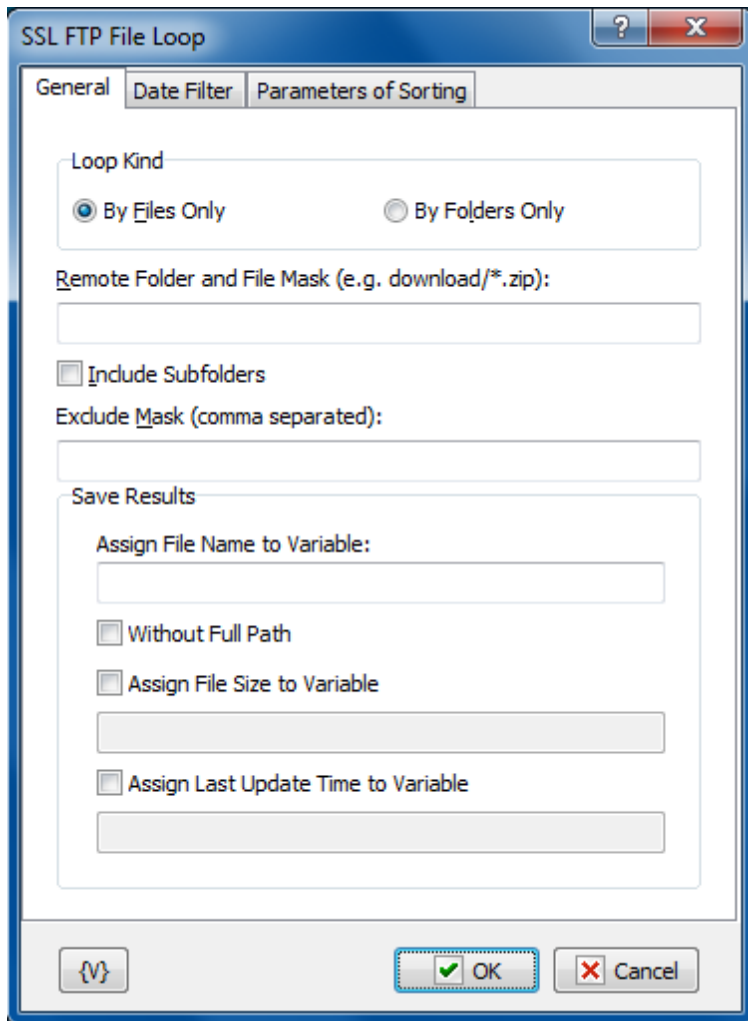 SSL FTP File Loop
?
General Date Filter Parameters of Sorting
Loop Kind
By Files Only By Folders Only
Remote Folder and File Mask (e.g. download/*.zip):
Include Subfolders
Exclude Mask (comma separated):
Save Results
Assign File Name to Variable:
Without Full Path
Assign File Size to Variable
Assign Last Update Time to Variable
{V} OK Cancel